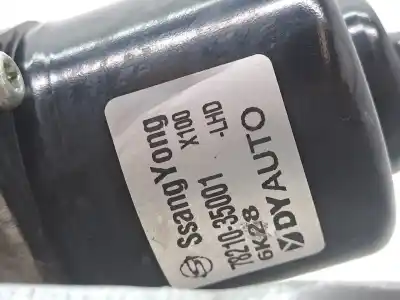 SsangYong
X100
78210-35001
-LHD
DYAUTO
6K28